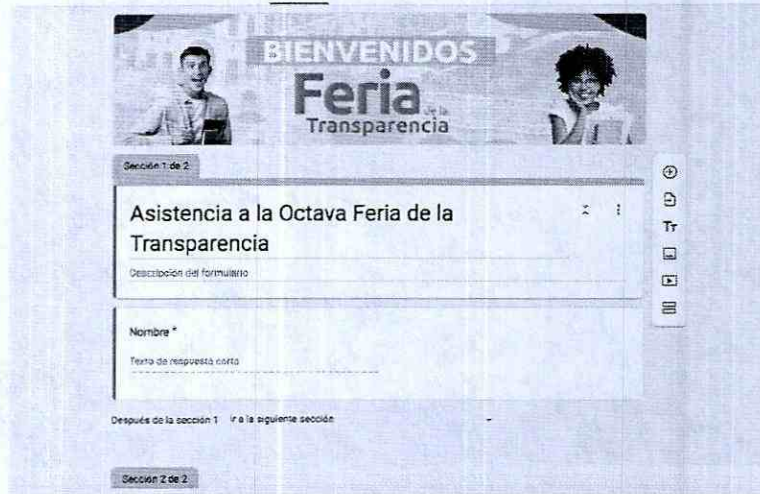 BIENVENIDOS
Feria
de la
Transparencia
Sección 1 de 2
Asistencia a la Octava Feria de la
Transparencia
Descripción del formulario
Tт
Nombre *
Texto de respuesta corta
Después de la sección 1 Ir a la siguiente sección
Sección 2 de 2